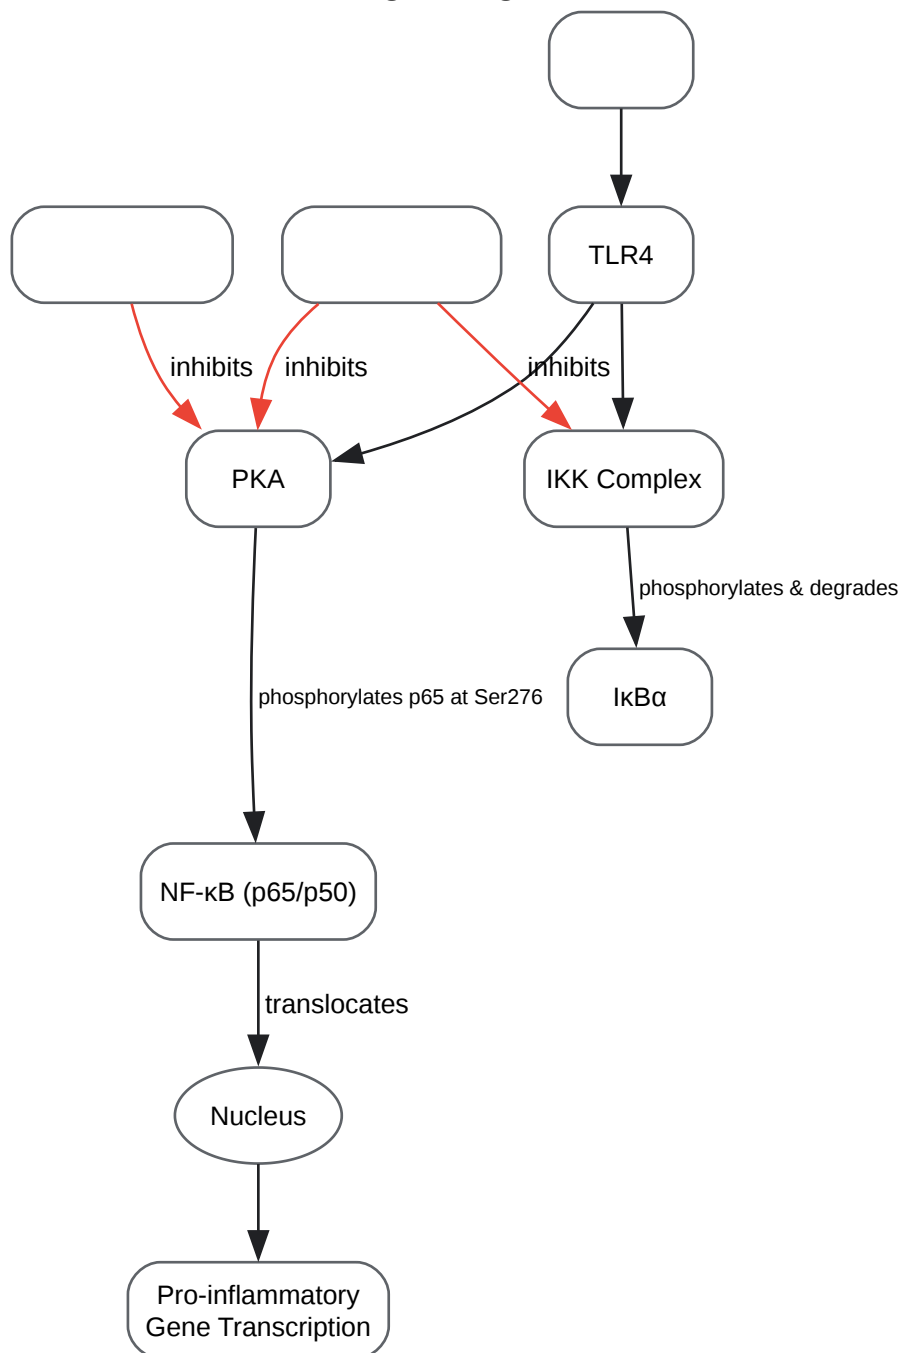 TLR4
inhibits
inhibits
inhibits
PKA
IKK Complex
phosphorylates & degrades
phosphorylates p65 at Ser276
IκBα
NF-κB (p65/p50)
translocates
Nucleus
Pro-inflammatory
Gene Transcription